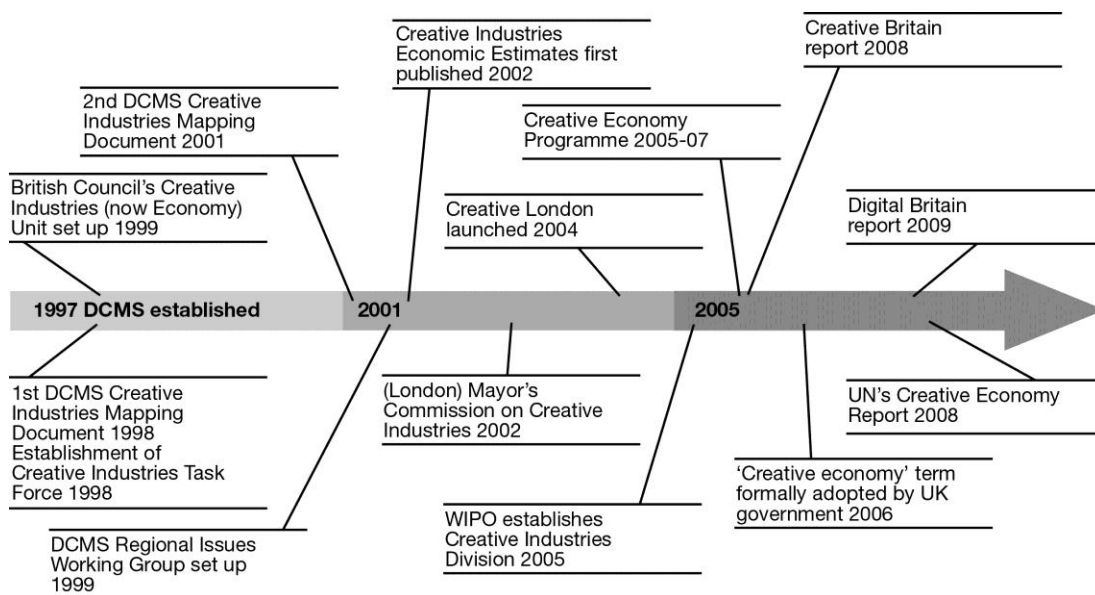 Creative Industries
Economic Estimates first
published 2002
Creative Britain
report 2008
2nd DCMS Creative
Industries Mapping
Document 2001
Creative Economy
Programme 2005-07
British Council’s Creative
Industries (now Economy)
Unit set up 1999
Creative London
launched 2004
Digital Britain
report 2009
1997 DCMS established
2001
2005
1st DCMS Creative
Industries Mapping
Document 1998
Establishment of
Creative Industries Task
Force 1998
(London) Mayor’s
Commission on Creative
Industries 2002
UN’s Creative Economy
Report 2008
‘Creative economy’ term
formally adopted by UK
government 2006
WIPO establishes
Creative Industries
Division 2005
DCMS Regional Issues
Working Group set up
1999